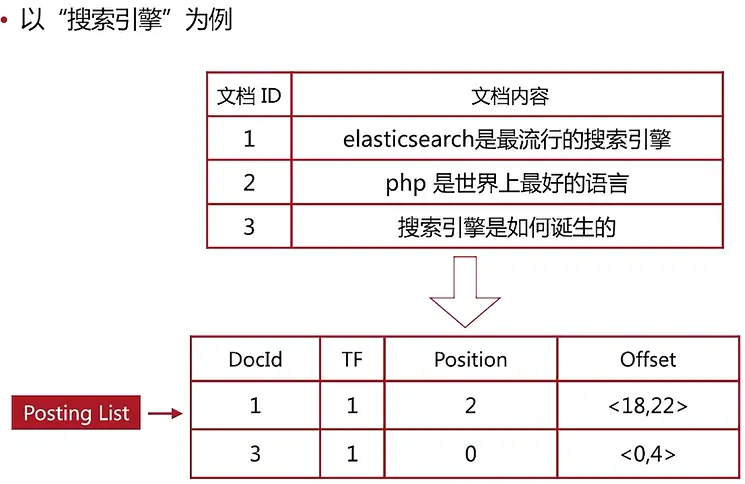 • 以“搜索引擎”为例
文档 ID 文档内容
1 elasticsearch是最流行的搜索引擎
2 php 是世界上最好的语言
3 搜索引擎是如何诞生的
DocId TF Position Offset
Posting List 1 1 2 <18,22>
3 1 0 <0,4>